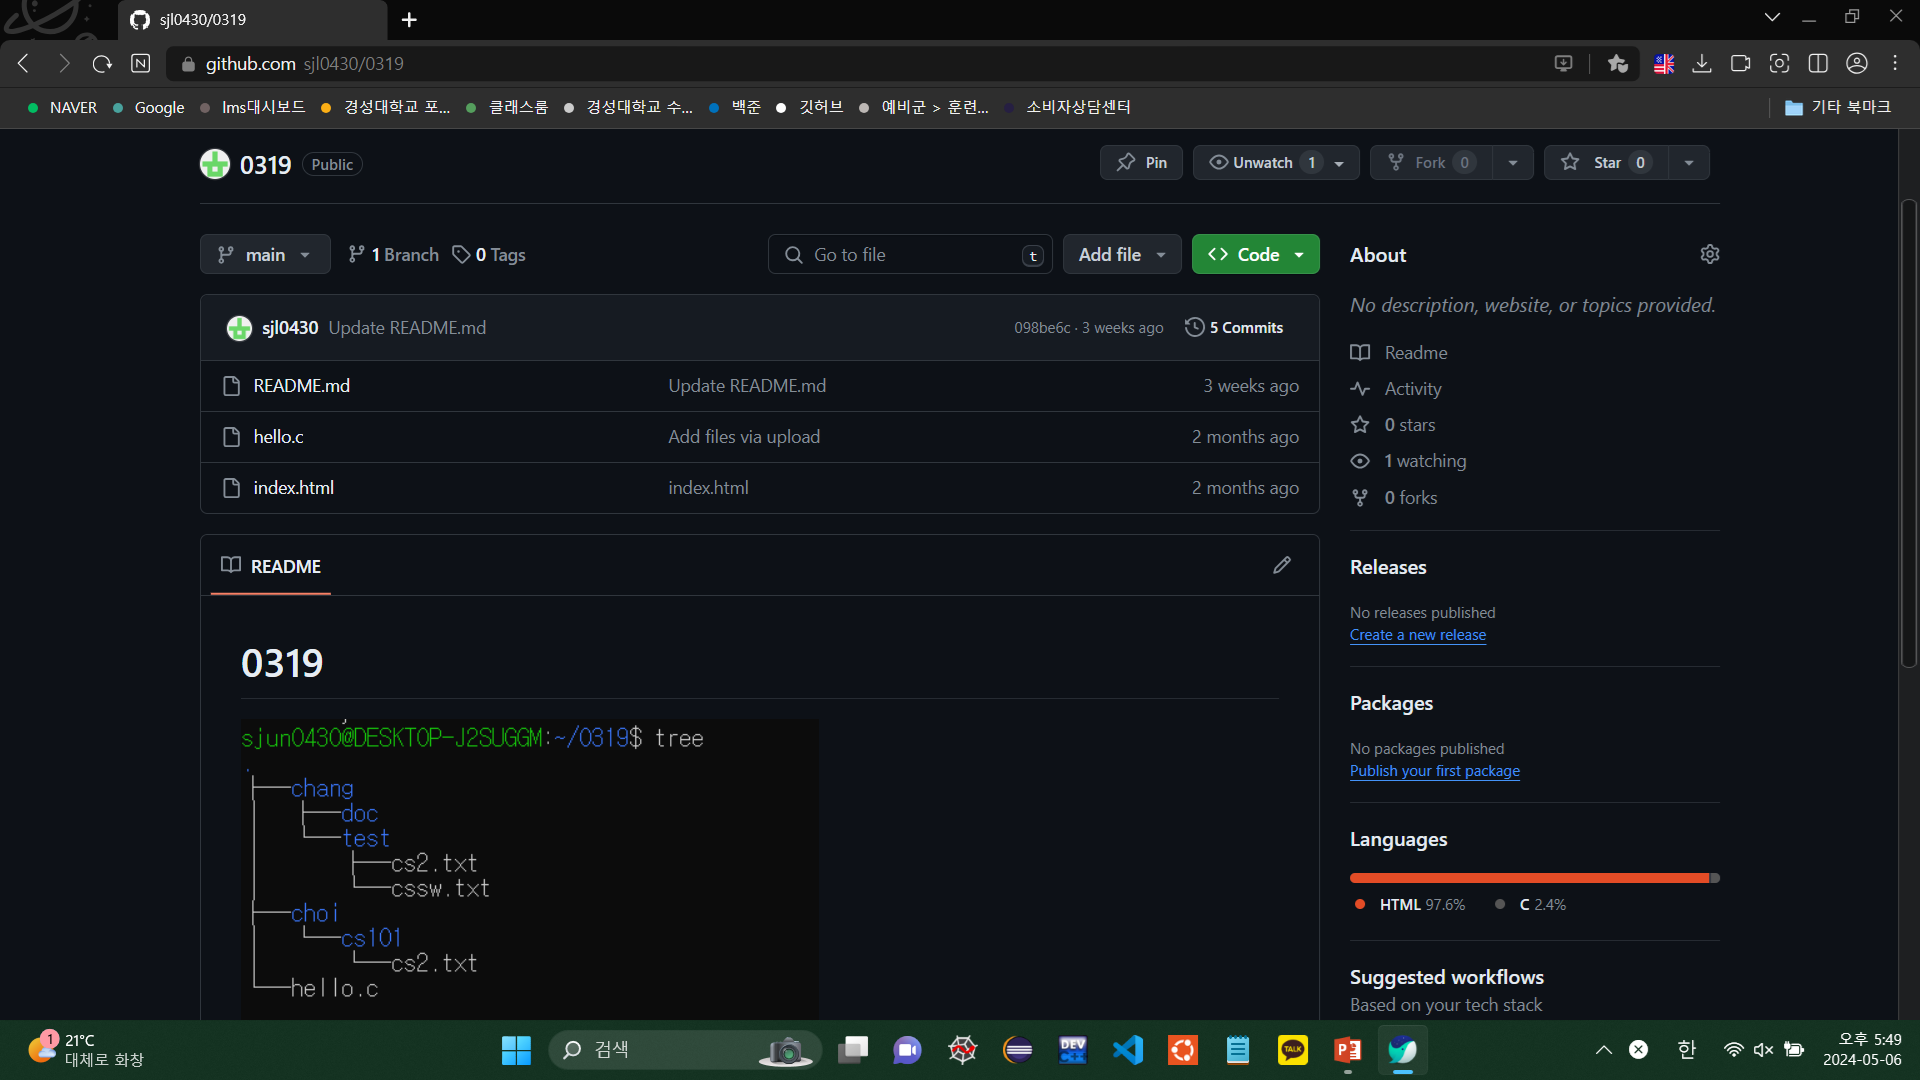 sjl0430/0319
github.com sjl0430/0319
NAVER Google lms대시보드 경성대학교 포... 클래스룸 경성대학교 수... 백준 깃허브 예비군 > 훈련... 소비자상담센터 기타 북마크
0319 Public
Pin Unwatch 1 Fork 0 Star 0
main 1 Branch 0 Tags Go to file t Add file Code
sjl0430 Update README.md 098be6c · 3 weeks ago 5 Commits
README.md Update README.md 3 weeks ago
hello.c Add files via upload 2 months ago
index.html index.html 2 months ago
README
0319
sjun0430@DESKTOP-J2SUGGM:~/0319$ tree
.
├──chang
├──doc
└──test
├──cs2.txt
└──cssw.txt
├──choi
└──cs101
└──cs2.txt
└──hello.c
About
No description, website, or topics provided.
Readme
Activity
0 stars
1 watching
0 forks
Releases
No releases published
Create a new release
Packages
No packages published
Publish your first package
Languages
HTML 97.6% C 2.4%
Suggested workflows
Based on your tech stack
1
21°C
대체로 화창
검색
DEV
TALK
한
오후 5:49
2024-05-06